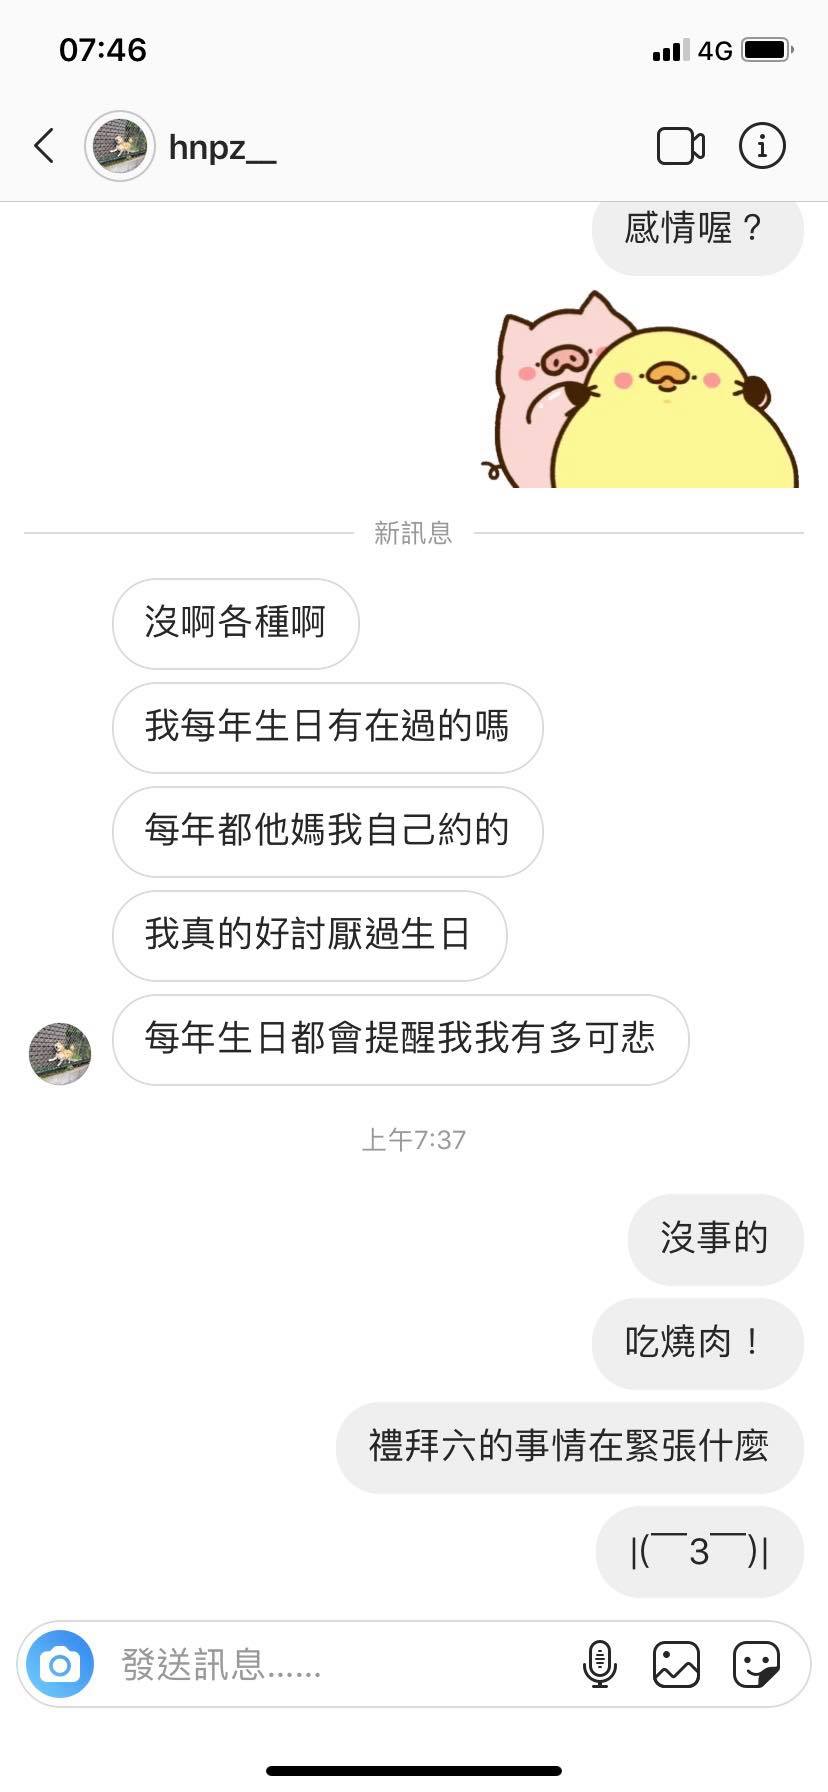 07:46
4G
hnpz__
感情喔？
新訊息
沒啊各種啊
我每年生日有在過的嗎
每年都他媽我自己約的
我真的好討厭過生日
每年生日都會提醒我我有多可悲
上午7:37
沒事的
吃燒肉！
禮拜六的事情在緊張什麼
|(￣3￣)|
發送訊息......